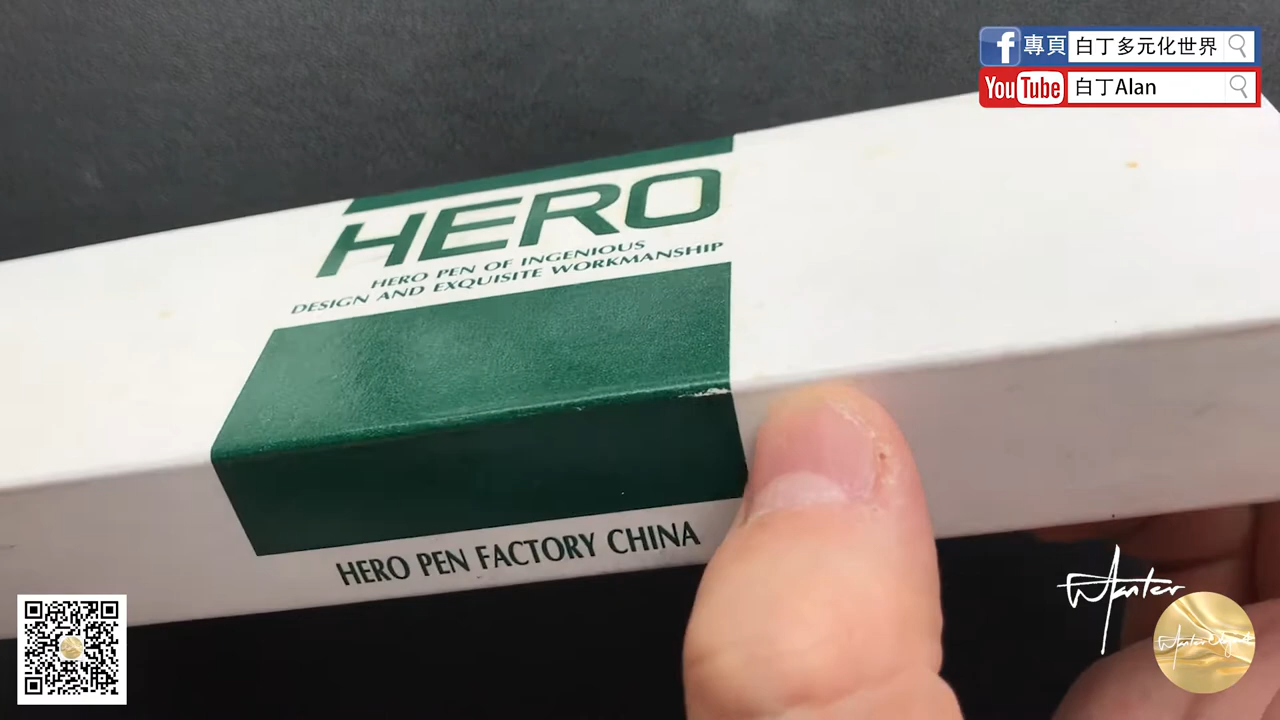 專頁
白丁多元化世界
YouTube
白丁Alan
HERO
HERO PEN OF INGENIOUS
DESIGN AND EXQUISITE WORKMANSHIP
HERO PEN FACTORY CHINA